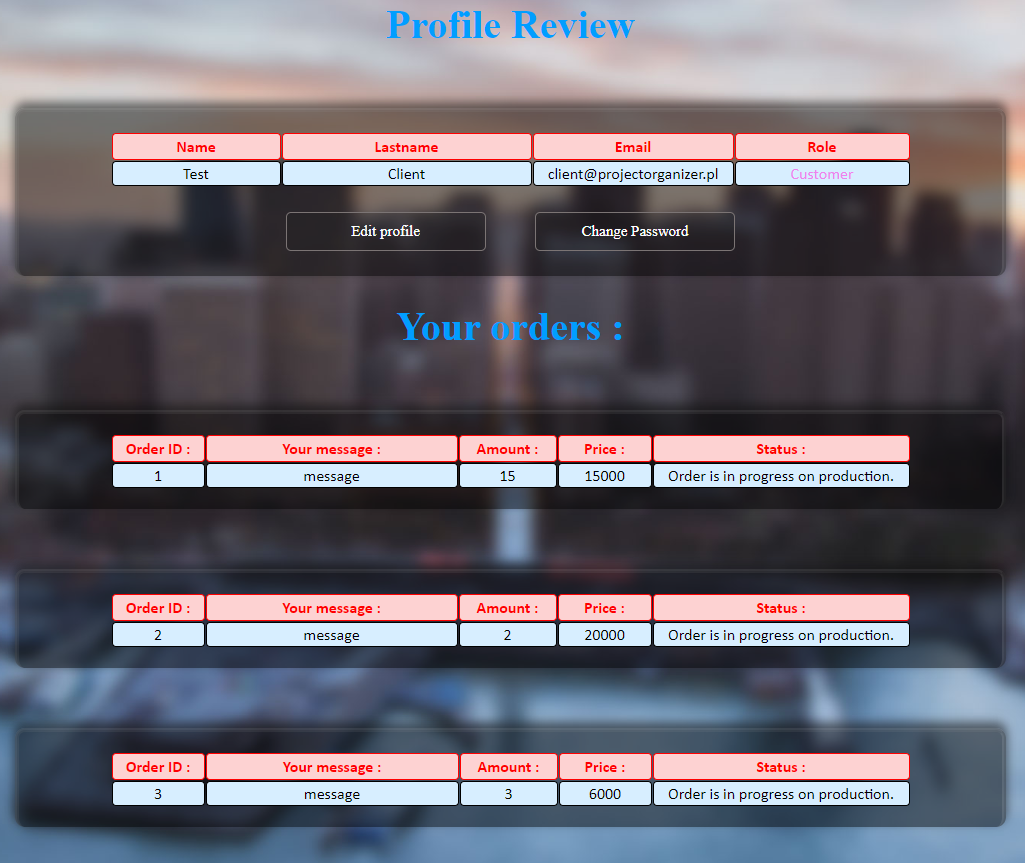 Profile Review
Name Lastname Email Role
Test Client client@projectorganizer.pl Customer
Edit profile Change Password
Your orders :
Order ID : Your message : Amount : Price : Status :
1 message 15 15000 Order is in progress on production.
Order ID : Your message : Amount : Price : Status :
2 message 2 20000 Order is in progress on production.
Order ID : Your message : Amount : Price : Status :
3 message 3 6000 Order is in progress on production.